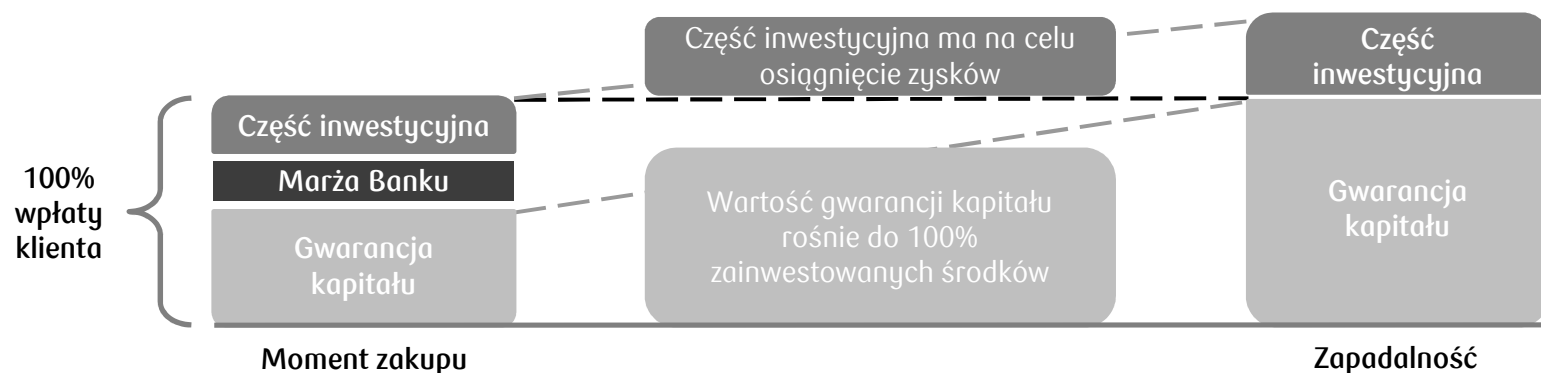 100%
wpłaty
klienta
Część inwestycyjna
Marża Banku
Gwarancja
kapitału
Moment zakupu
Część inwestycyjna ma na celu
osiągnięcie zysków
Wartość gwarancji kapitału
rośnie do 100%
zainwestowanych środków
Część
inwestycyjna
Gwarancja
kapitału
Zapadalność